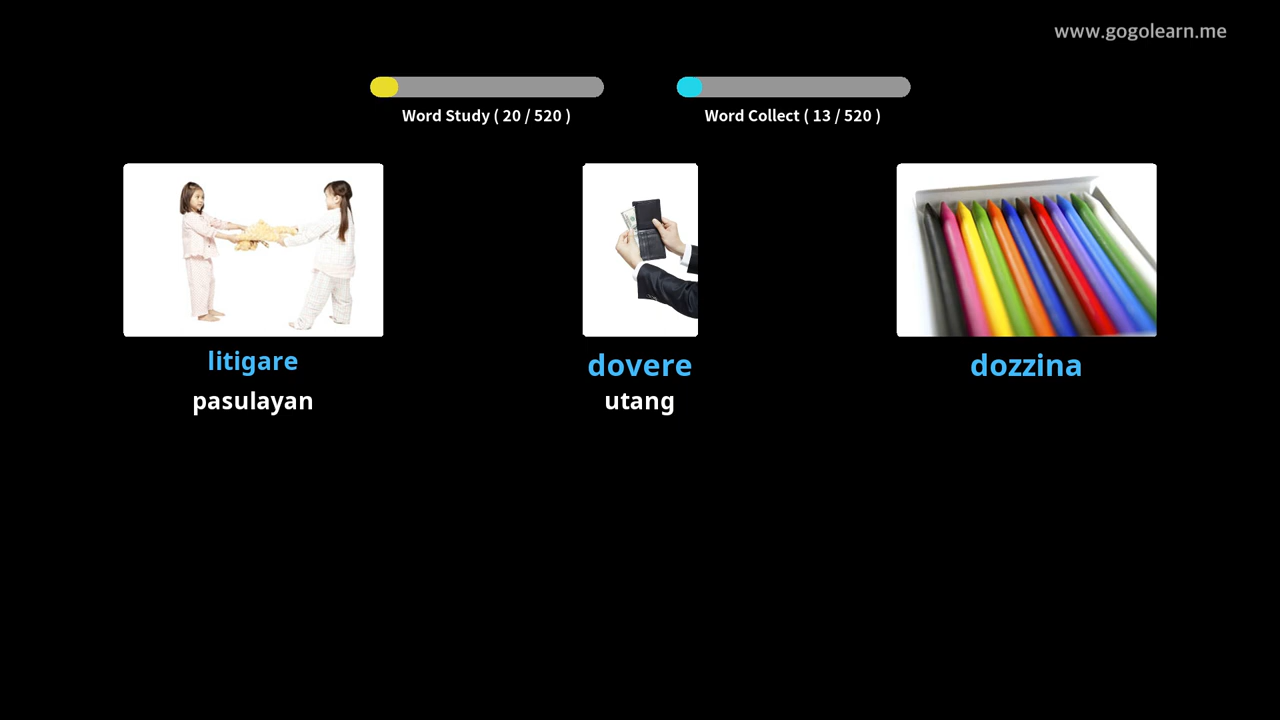 www.gogolearn.me
Word Study ( 20 / 520 )
Word Collect ( 13 / 520 )
litigare
pasulayan
dovere
utang
dozzina